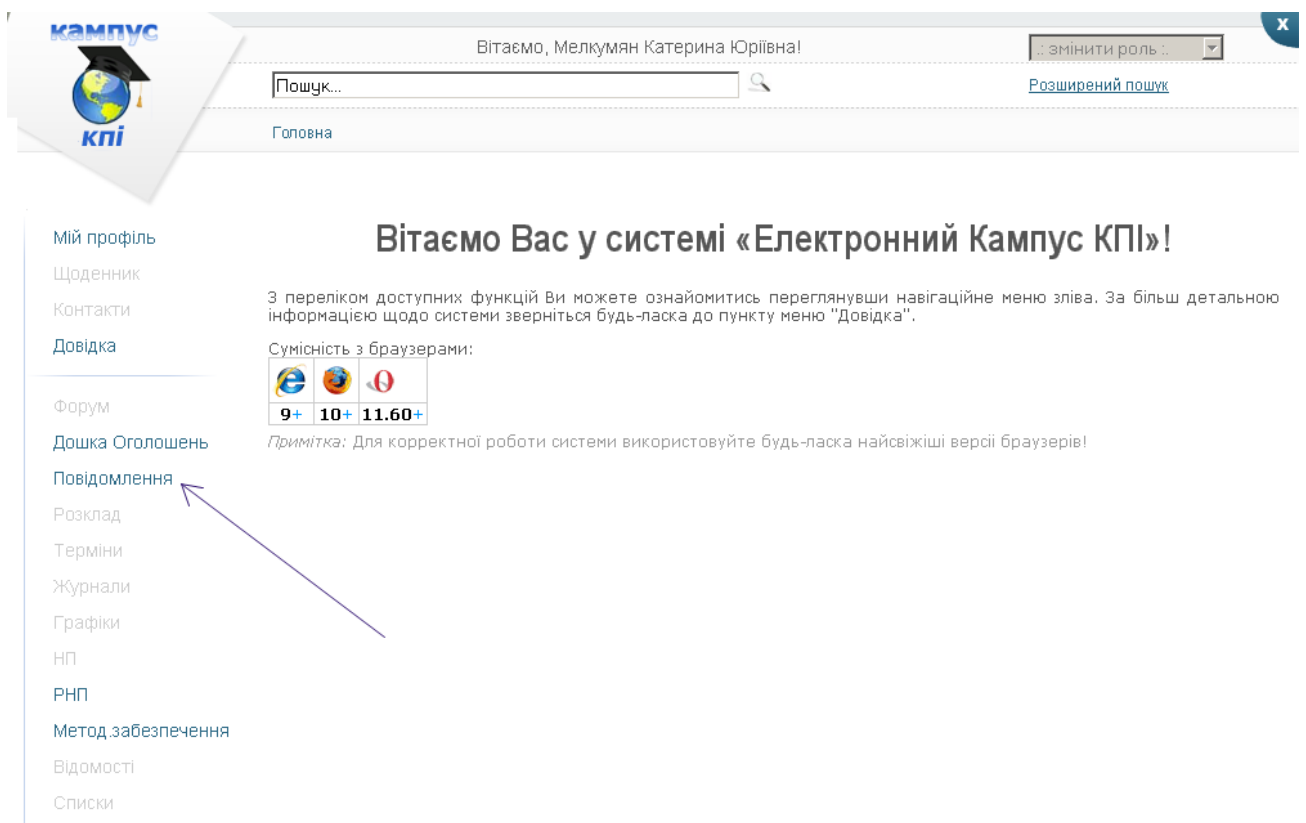 кампус
кпі
Вітаємо, Мелкумян Катерина Юріївна!
.: змінити роль :.
x
Пошук...
Розширений пошук
Головна
Мій профіль
Щоденник
Контакти
Довідка
Форум
Дошка Оголошень
Повідомлення
Розклад
Терміни
Журнали
Графіки
НП
РНП
Метод.забезпечення
Відомості
Списки
Вітаємо Вас у системі «Електронний Кампус КПІ»!
З переліком доступних функцій Ви можете ознайомитись переглянувши навігаційне меню зліва. За більш детальною
інформацією щодо системи зверніться будь-ласка до пункту меню "Довідка".
Сумісність з браузерами:
9+ 10+ 11.60+
Примітка: Для корректної роботи системи використовуйте будь-ласка найсвіжіші версії браузерів!